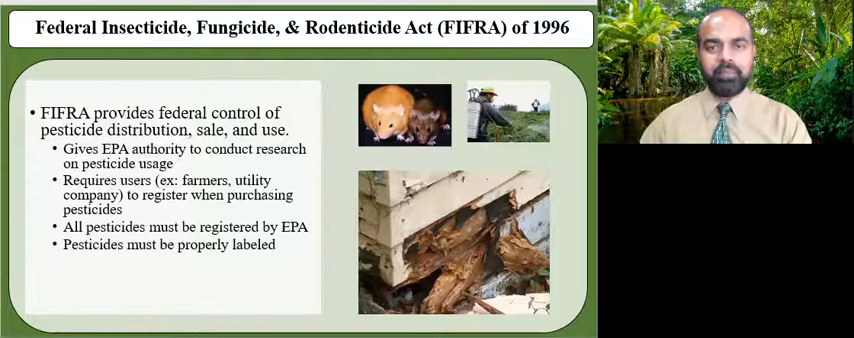 Federal Insecticide, Fungicide, & Rodenticide Act (FIFRA) of 1996
• FIFRA provides federal control of
pesticide distribution, sale, and use.
• Gives EPA authority to conduct research
on pesticide usage
• Requires users (ex: farmers, utility
company) to register when purchasing
pesticides
• All pesticides must be registered by EPA
• Pesticides must be properly labeled